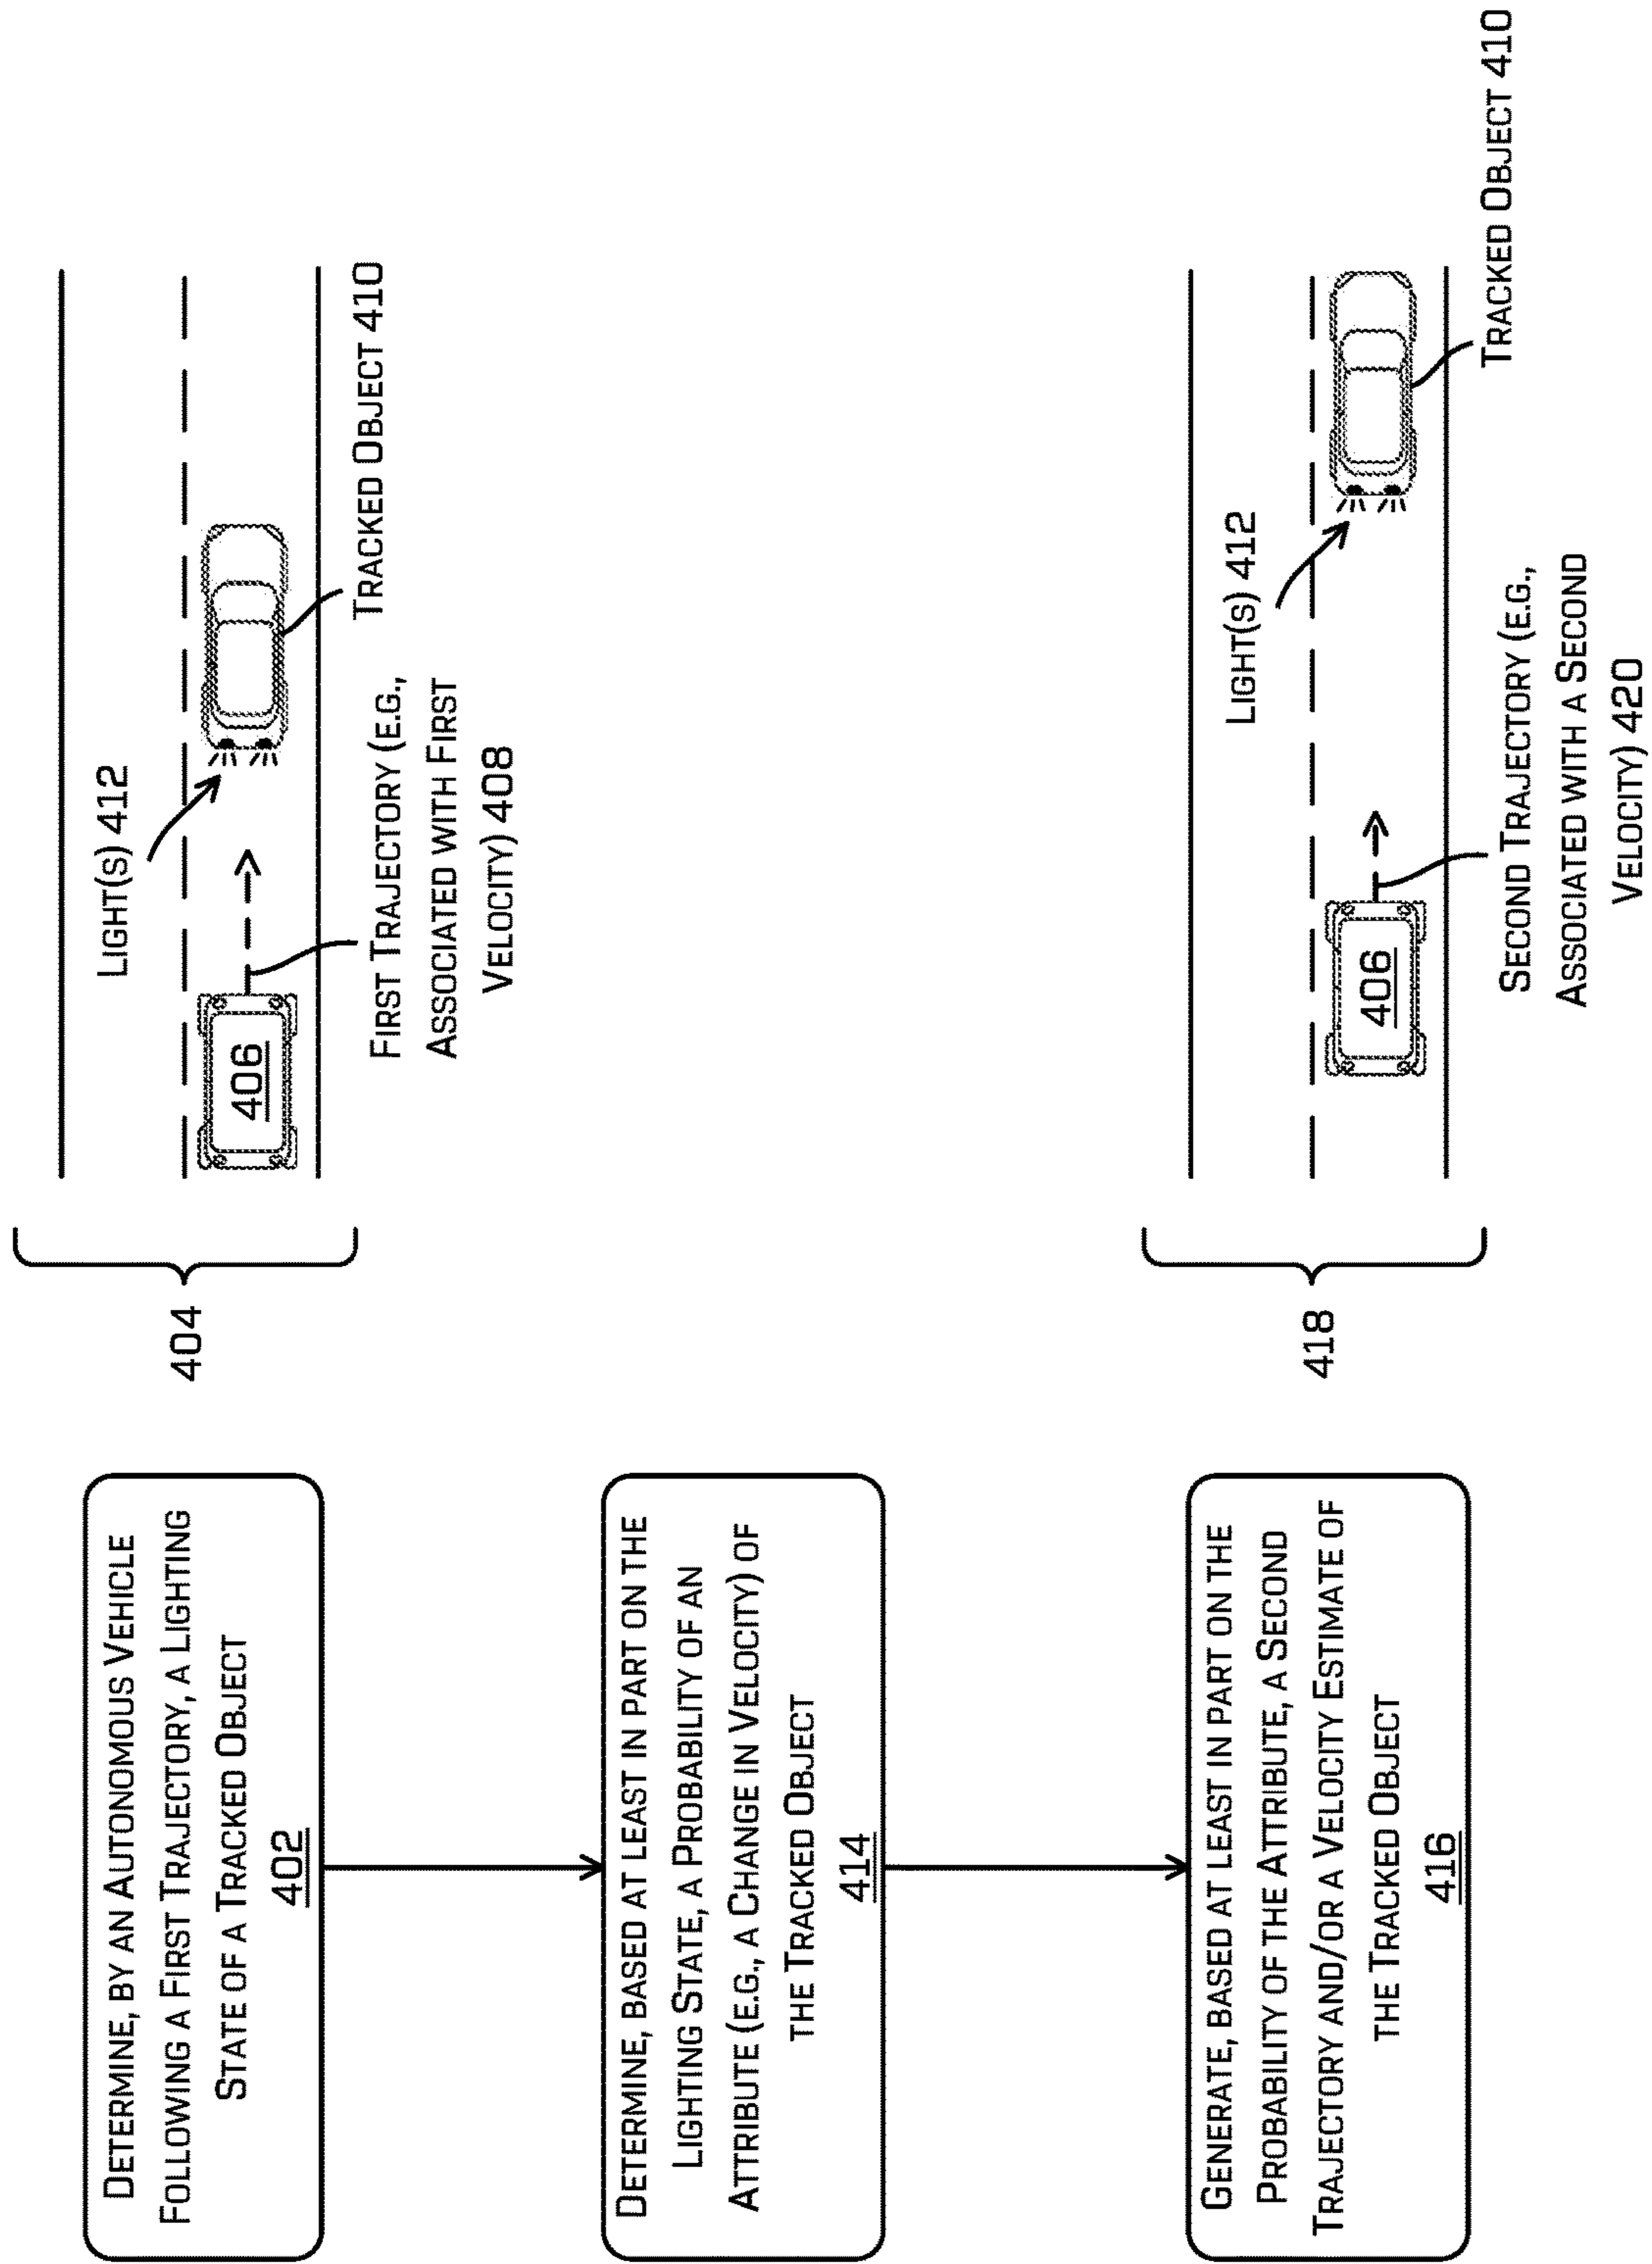 DETERMINE, BY AN AUTONOMOUS VEHICLE
FOLLOWING A FIRST TRAJECTORY, A LIGHTING
STATE OF A TRACKED OBJECT
402
404
LIGHT(S) 412
406
TRACKED OBJECT 410
FIRST TRAJECTORY (E.G.,
ASSOCIATED WITH FIRST
VELOCITY) 408
DETERMINE, BASED AT LEAST IN PART ON THE
LIGHTING STATE, A PROBABILITY OF AN
ATTRIBUTE (E.G., A CHANGE IN VELOCITY) OF
THE TRACKED OBJECT
414
GENERATE, BASED AT LEAST IN PART ON THE
PROBABILITY OF THE ATTRIBUTE, A SECOND
TRAJECTORY AND/OR A VELOCITY ESTIMATE OF
THE TRACKED OBJECT
416
418
LIGHT(S) 412
406
TRACKED OBJECT 410
SECOND TRAJECTORY (E.G.,
ASSOCIATED WITH A SECOND
VELOCITY) 420